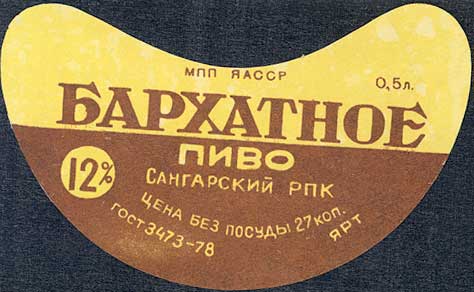 МПП ЯАССР
0,5л.
БАРХАТНОЕ
ПИВО
12%
САНГАРСКИЙ РПК
ЦЕНА БЕЗ ПОСУДЫ 27 КОП.
ГОСТ 3473-78
ЯРТ